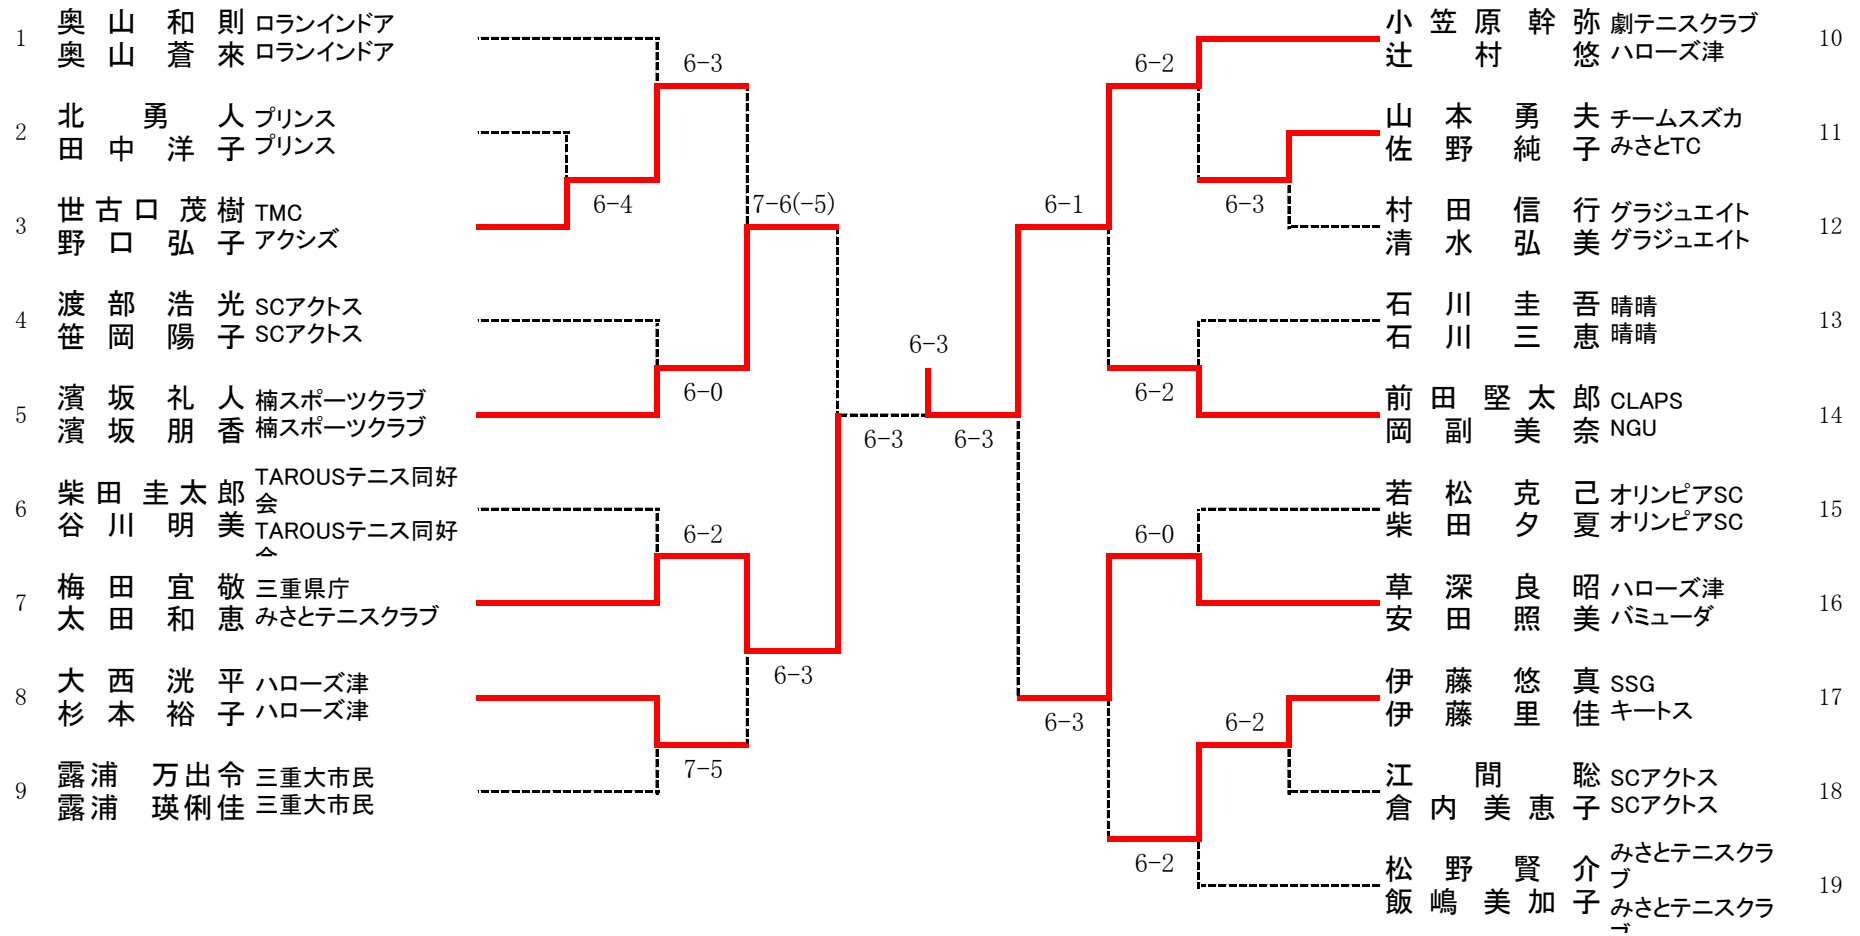 1 奥山和則 ロランインドア
奥山蒼來 ロランインドア
2 北勇人 プリンス
田中洋子 プリンス
3 世古口茂樹 TMC
野口弘子 アクシズ
4 渡部浩光 SCアクトス
笹岡陽子 SCアクトス
5 濱坂礼人 楠スポーツクラブ
濱坂朋香 楠スポーツクラブ
6 柴田圭太郎 TAROUSテニス同好
会
谷川明美 TAROUSテニス同好
7 梅田宜敬 三重県庁
太田和恵 みさとテニスクラブ
8 大西洸平 ハローズ津
杉本裕子 ハローズ津
9 露浦万出令 三重大市民
露浦瑛俐佳 三重大市民
6-3
6-4
7-6(-5)
6-0
6-2
6-3
7-5
6-3
6-3
6-3
6-2
6-1
6-3
6-2
6-0
6-3
6-2
6-2
小笠原幹弥 劇テニスクラブ 10
辻村悠 ハローズ津
山本勇夫 チームスズカ 11
佐野純子 みさとTC
村田信行 グラジュエイト 12
清水弘美 グラジュエイト
石川圭吾 晴晴 13
石川三恵 晴晴
前田堅太郎 CLAPS 14
岡副美奈 NGU
若松克己 オリンピアSC 15
柴田夕夏 オリンピアSC
草深良昭 ハローズ津 16
安田照美 バミューダ
伊藤悠真 SSG 17
伊藤里佳 キートス
江間聡 SCアクトス 18
倉内美恵子 SCアクトス
松野賢介 みさとテニスクラ
ブ 19
飯嶋美加子 みさとテニスクラ